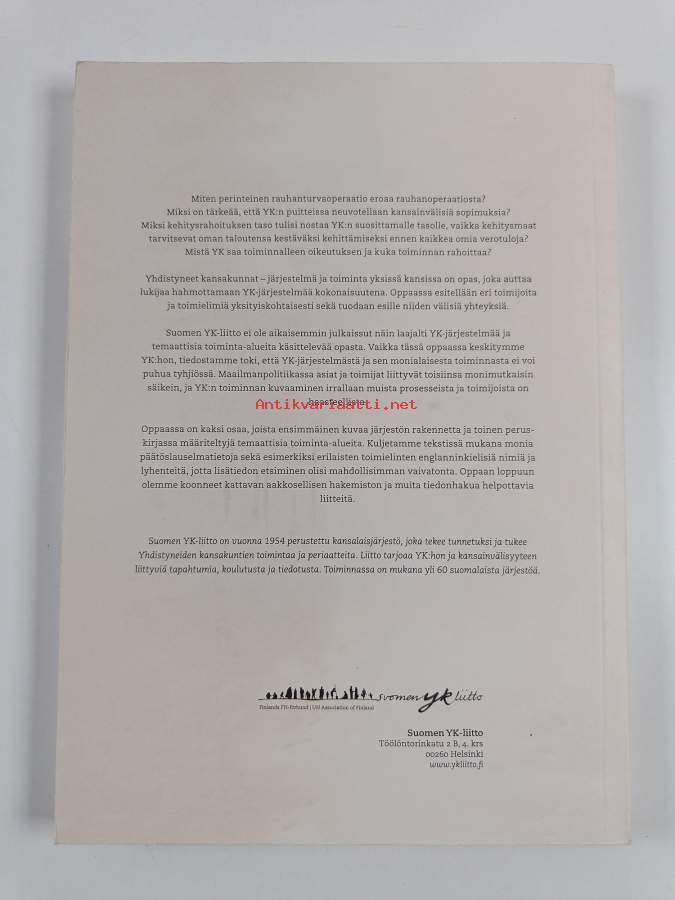 Miten perinteinen rauhanturvaoperaatio eroaa rauhanoperaatiosta?
Miksi on tärkeää, että YK:n puitteissa neuvotellaan kansainvälisiä sopimuksia?
Miksi kehitysrahoituksen taso tulisi nostaa YK:n suosittamalle tasolle, vaikka kehitysmaat
tarvitsevat oman taloutensa kestäväksi kehittämiseksi ennen kaikkea omia verotuloja?
Mistä YK saa toiminnalleen oikeutuksen ja kuka toiminnan rahoittaa?
Yhdistyneet kansakunnat – järjestelmä ja toiminta yksissä kansissa on opas, joka auttaa
lukijaa hahmottamaan YK-järjestelmää kokonaisuutena. Oppaassa esitellään eri toimijoita
ja toimielimiä yksityiskohtaisesti sekä tuodaan esille niiden välisiä yhteyksiä.
Suomen YK-liitto ei ole aikaisemmin julkaissut näin laajalti YK-järjestelmää ja
temaattisia toiminta-alueita käsittelevää opasta. Vaikka tässä oppaassa keskitymme
YK:hon, tiedostamme toki, että YK-järjestelmästä ja sen monialaisesta toiminnasta ei voi
puhua tyhjiössä. Maailmanpolitiikassa asiat ja toimijat liittyvät toisiinsa monimutkaisin
säikein, ja YK:n toiminnan kuvaaminen irrallaan muista prosesseista ja toimijoista on
haasteellista.
Antikvariaatti.net
Oppaassa on kaksi osaa, joista ensimmäinen kuvaa järjestön rakennetta ja toinen perus-
kirjassa määriteltyjä temaattisia toiminta-alueita. Kuljetamme tekstissä mukana monia
päätöslauselmatietoja sekä esimerkiksi erilaisten toimielinten englanninkielisiä nimiä ja
lyhenteitä, jotta lisätiedon etsiminen olisi mahdollisimman vaivatonta. Oppaan loppuun
olemme koonneet kattavan aakkosellisen hakemiston ja muita tiedonhakua helpottavia
liitteitä.
Suomen YK-liitto on vuonna 1954 perustettu kansalaisjärjestö, joka tekee tunnetuksi ja tukee
Yhdistyneiden kansakuntien toimintaa ja periaatteita. Liitto tarjoaa YK:hon ja kansainvälisyyteen
liittyviä tapahtumia, koulutusta ja tiedotusta. Toiminnassa on mukana yli 60 suomalaista järjestöä.
suomen yk liitto
Finlands FN-förbund | UN Association of Finland
Suomen YK-liitto
Töölöntorinkatu 2 B, 4. krs
00260 Helsinki
www.ykliitto.fi